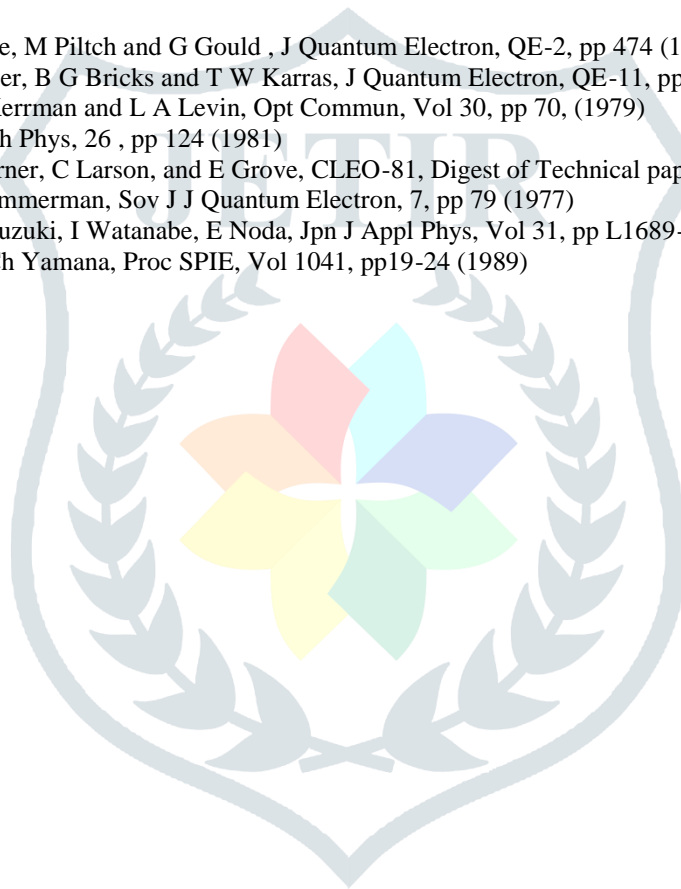 e, M Piltch and G Gould , J Quantum Electron, QE-2, pp 474 (1
er, B G Bricks and T W Karras, J Quantum Electron, QE-11, pp
Kerrman and L A Levin, Opt Commun, Vol 30, pp 70, (1979)
h Phys, 26 , pp 124 (1981)
rner, C Larson, and E Grove, CLEO-81, Digest of Technical pap
mmerman, Sov J J Quantum Electron, 7, pp 79 (1977)
uzuki, I Watanabe, E Noda, Jpn J Appl Phys, Vol 31, pp L1689-
Ch Yamana, Proc SPIE, Vol 1041, pp19-24 (1989)
JETIR